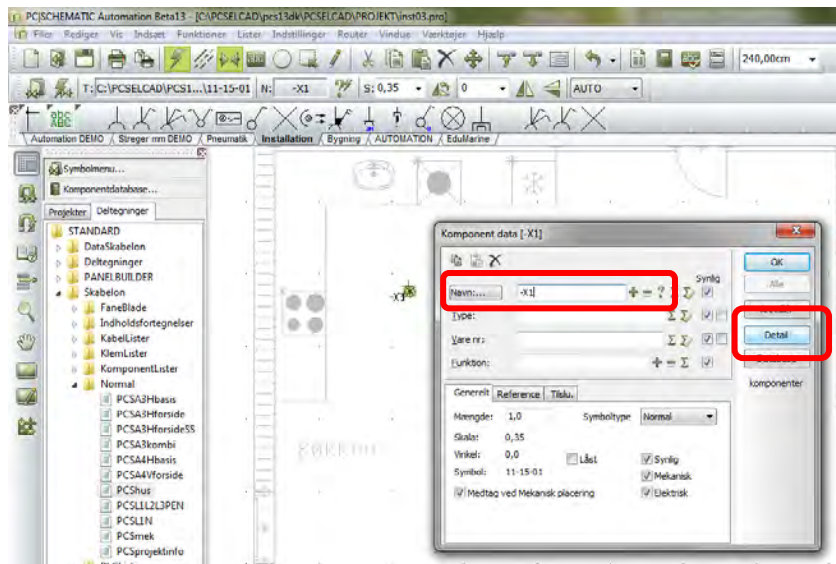 PC|SCHEMATIC Automation Beta13 - [C:\PCSELCAD\pcs13dk\PCSELCAD\PROJEKT\inst03.pro]
Filer Rediger Vis Indsæt Funktioner Lister Indstillinger Router Vindue Værktøjer Hjælp
240,00cm
T: C:\PCSELCAD\PCS1...\11-15-01 N: -X1 S: 0,35 0 AUTO
Automation DEMO Streger mm DEMO Pneumatik Installation Bygning AUTOMATION EduMarine
Symbolmenu...
Komponentdatabase...
Projekter Deltegninger
STANDARD
DataSkabelon
Deltegninger
PANELBUILDER
Skabelon
FaneBlade
Indholdsfortegnelser
KabelLister
KlemLister
KomponentLister
Normal
PCSA3Hbasis
PCSA3Hforside
PCSA3HforsideSS
PCSA3kombi
PCSA4Hbasis
PCSA4Vforside
PCShus
PCSL1L2L3PEN
PCSL1N
PCSmek
PCSprojektinfo
-X1
Køkken
Komponent data [-X1]
Synlig
Navn:... -X1
Type:
Vare nr:
Funktion:
OK
Alle
Detail
Database
komponenter
Generelt Reference Tilslu.
Mængde: 1,0 Symboltype Normal
Skala: 0,35
Vinkel: 0,0 Låst Synlig
Symbol: 11-15-01 Mekanisk
Medtag ved Mekanisk placering Elektrisk